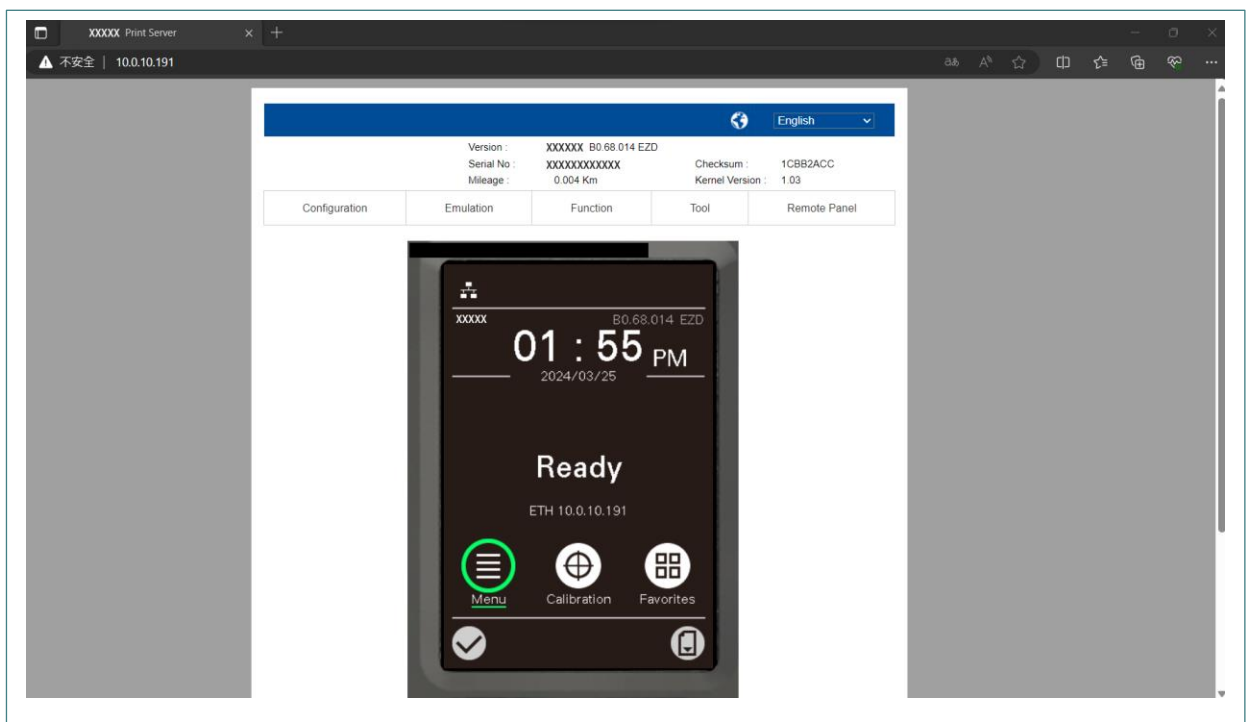 XXXXX Print Server
不安全 | 10.0.10.191
English
Version : XXXXXX B0.68.014 EZD
Serial No : XXXXXXXXXXXX Checksum : 1CBB2ACC
Mileage : 0.004 Km Kernel Version : 1.03
Configuration Emulation Function Tool Remote Panel
XXXXX B0.68.014 EZD
01 : 55 PM
2024/03/25
Ready
ETH 10.0.10.191
Menu Calibration Favorites